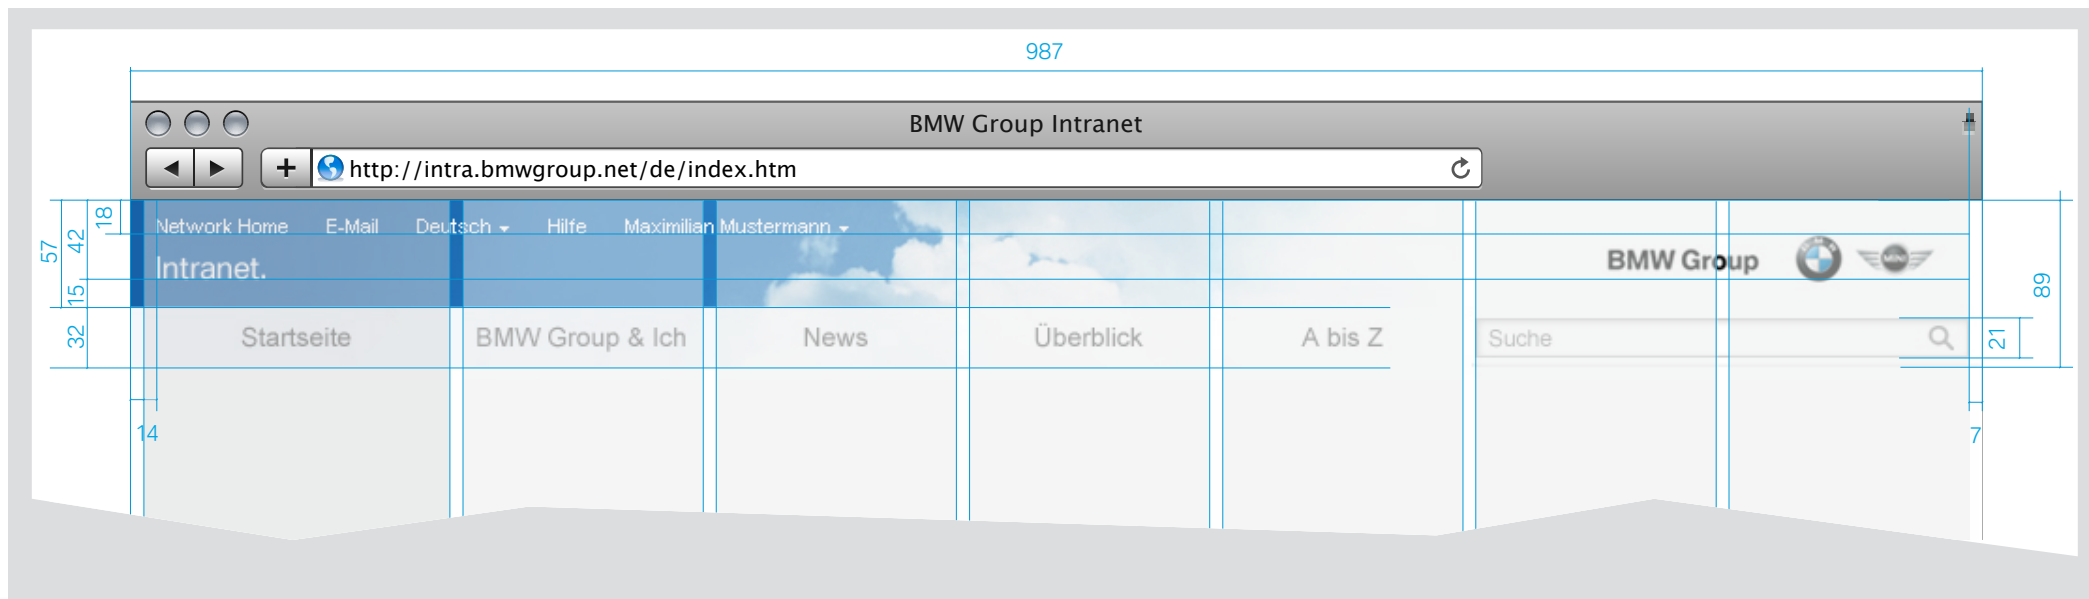 987
BMW Group Intranet
http://intra.bmwgroup.net/de/index.htm
18
42
57
15
32
Network Home E-Mail Deutsch Hilfe Maximilian Mustermann
Intranet.
BMW Group
MINI
89
Startseite BMW Group & Ich News Überblick A bis Z Suche
21
14
7